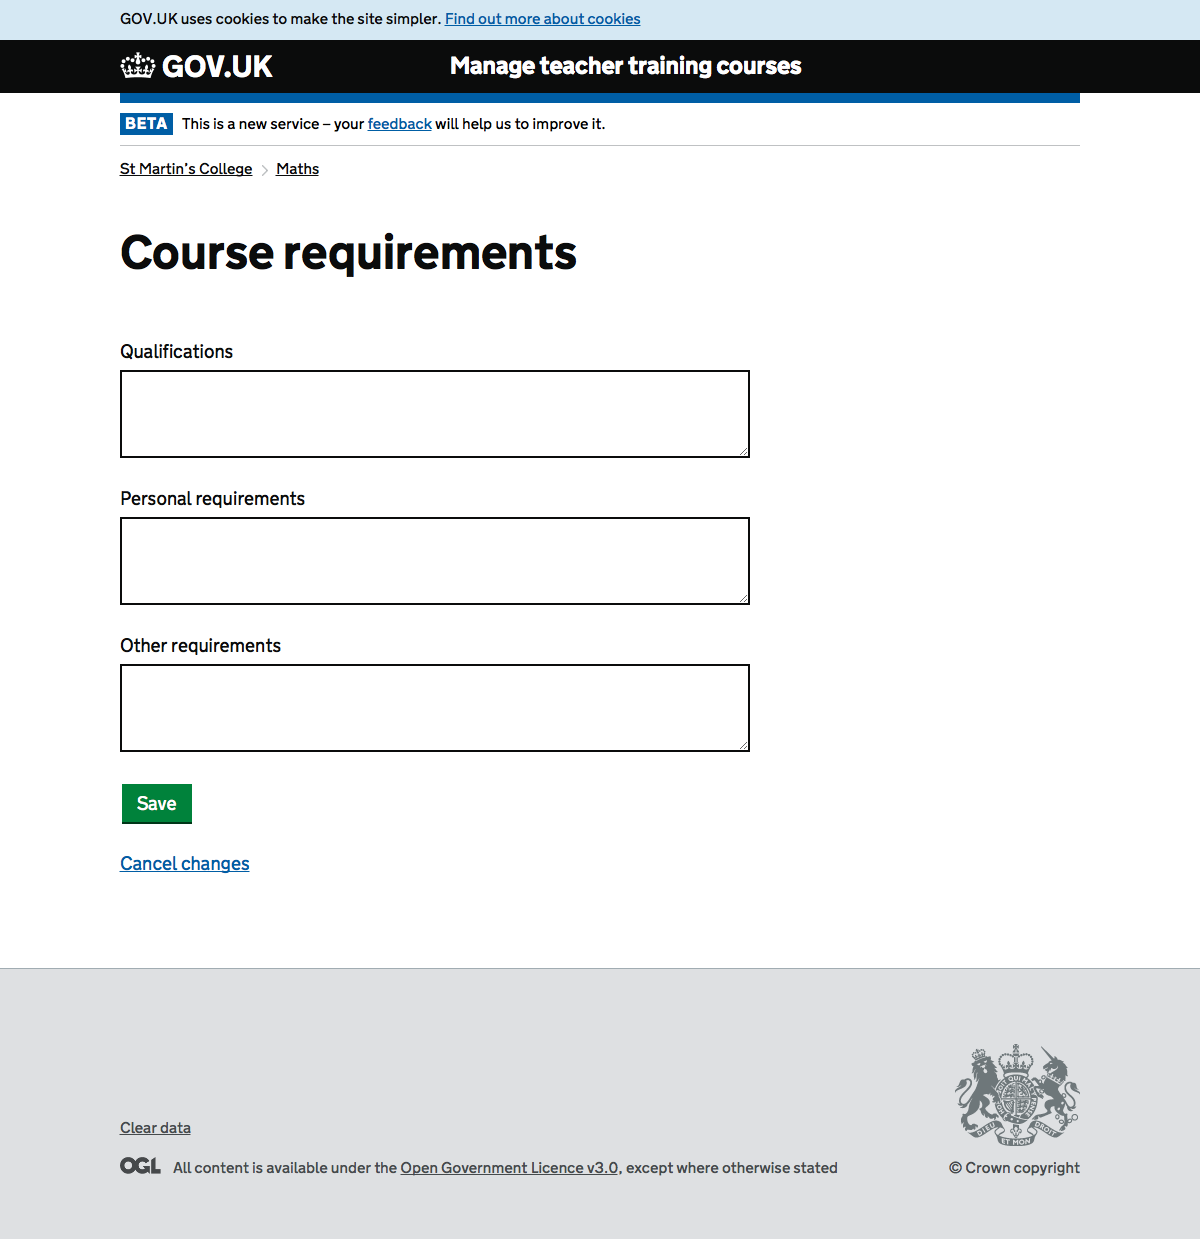 GOV.UK uses cookies to make the site simpler. Find out more about cookies
GOV.UK
Manage teacher training courses
BETA This is a new service – your feedback will help us to improve it.
St Martin’s College > Maths
Course requirements
Qualifications
Personal requirements
Other requirements
Save
Cancel changes
DIEU ET MON DROIT
Clear data
OGL All content is available under the Open Government Licence v3.0, except where otherwise stated
© Crown copyright